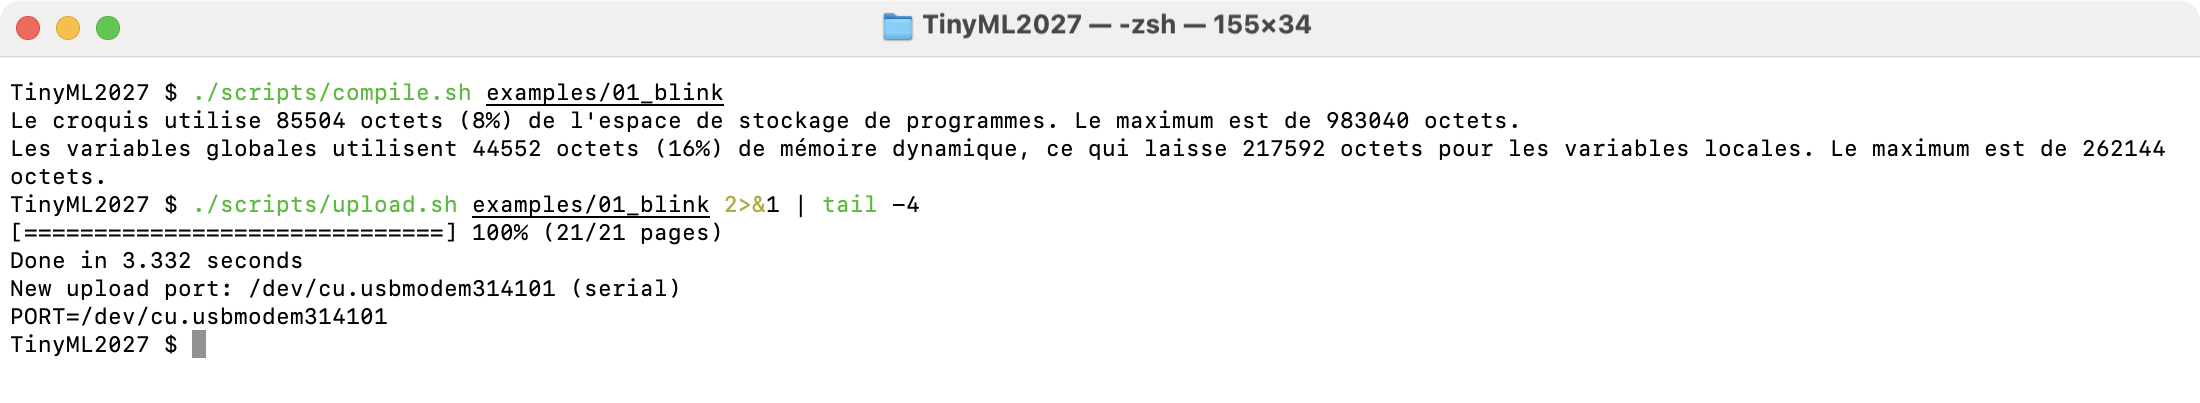 TinyML2027 — -zsh — 155×34
TinyML2027 $ ./scripts/compile.sh examples/01_blink
Le croquis utilise 85504 octets (8%) de l'espace de stockage de programmes. Le maximum est de 983040 octets.
Les variables globales utilisent 44552 octets (16%) de mémoire dynamique, ce qui laisse 217592 octets pour les variables locales. Le maximum est de 262144
octets.
TinyML2027 $ ./scripts/upload.sh examples/01_blink 2>&1 | tail -4
[==============================] 100% (21/21 pages)
Done in 3.332 seconds
New upload port: /dev/cu.usbmodem314101 (serial)
PORT=/dev/cu.usbmodem314101
TinyML2027 $